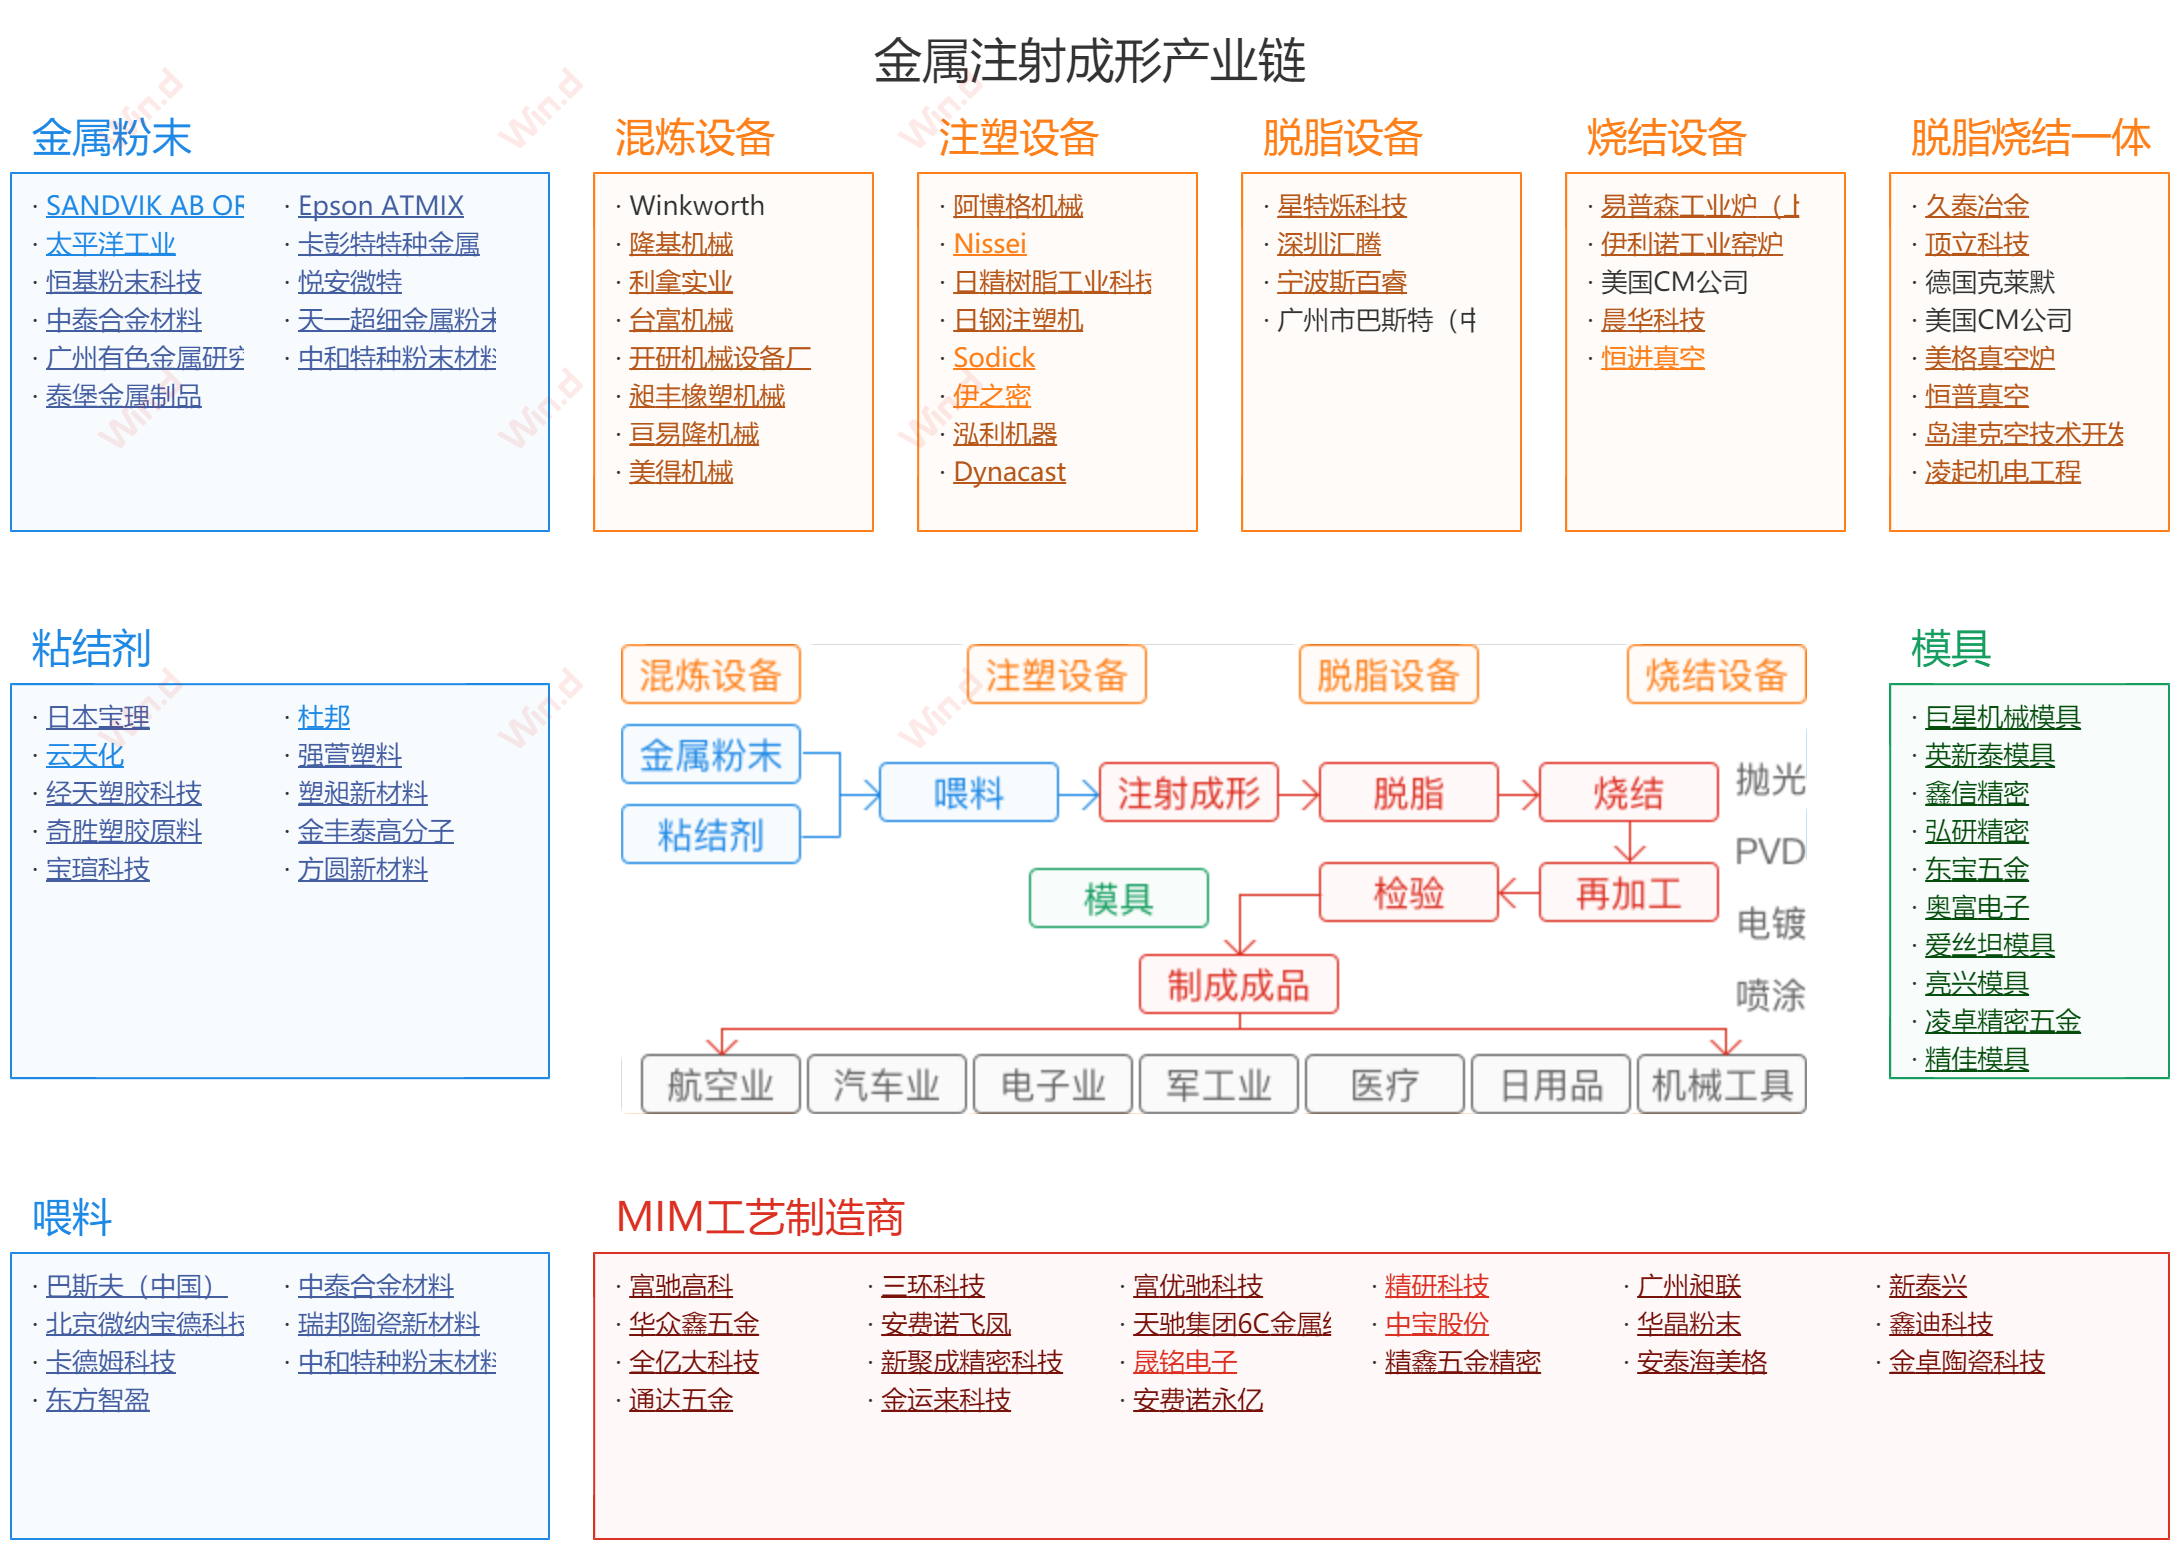 金属注射成形产业链
金属粉末
· SANDVIK AB OR
· Epson ATMIX
· 太平洋工业
· 卡彭特特种金属
· 恒基粉末科技
· 悦安微特
· 中泰合金材料
· 天一超细金属粉末
· 广州有色金属研究
· 中和特种粉末材料
· 泰堡金属制品
混炼设备
· Winkworth
· 隆基机械
· 利拿实业
· 台富机械
· 开研机械设备厂
· 昶丰橡塑机械
· 亘易隆机械
· 美得机械
注塑设备
· 阿博格机械
· Nissei
· 日精树脂工业科技
· 日钢注塑机
· Sodick
· 伊之密
· 泓利机器
· Dynacast
脱脂设备
· 星特烁科技
· 深圳汇腾
· 宁波斯百睿
· 广州市巴斯特（中
烧结设备
· 易普森工业炉（上
· 伊利诺工业窑炉
· 美国CM公司
· 晨华科技
· 恒进真空
脱脂烧结一体
· 久泰冶金
· 顶立科技
· 德国克莱默
· 美国CM公司
· 美格真空炉
· 恒普真空
· 岛津克空技术开发
· 凌起机电工程
粘结剂
· 日本宝理
· 杜邦
· 云天化
· 强萱塑料
· 经天塑胶科技
· 塑昶新材料
· 奇胜塑胶原料
· 金丰泰高分子
· 宝瑄科技
· 方圆新材料
混炼设备
注塑设备
脱脂设备
烧结设备
金属粉末
粘结剂
喂料
注射成形
脱脂
烧结
抛光
PVD
电镀
喷涂
模具
检验
再加工
制成成品
航空业
汽车业
电子业
军工业
医疗
日用品
机械工具
模具
· 巨星机械模具
· 英新泰模具
· 鑫信精密
· 弘研精密
· 东宝五金
· 奥富电子
· 爱丝坦模具
· 亮兴模具
· 凌卓精密五金
· 精佳模具
喂料
· 巴斯夫（中国）
· 中泰合金材料
· 北京微纳宝德科技
· 瑞邦陶瓷新材料
· 卡德姆科技
· 中和特种粉末材料
· 东方智盈
MIM工艺制造商
· 富驰高科
· 三环科技
· 富优驰科技
· 精研科技
· 广州昶联
· 新泰兴
· 华众鑫五金
· 安费诺飞凤
· 天驰集团6C金属纟
· 中宝股份
· 华晶粉末
· 鑫迪科技
· 全亿大科技
· 新聚成精密科技
· 晟铭电子
· 精鑫五金精密
· 安泰海美格
· 金卓陶瓷科技
· 通达五金
· 金运来科技
· 安费诺永亿
Win.d
Win.d
Win.d
Win.d
Win.d
Win.d
Win.d
Win.d
Win.d